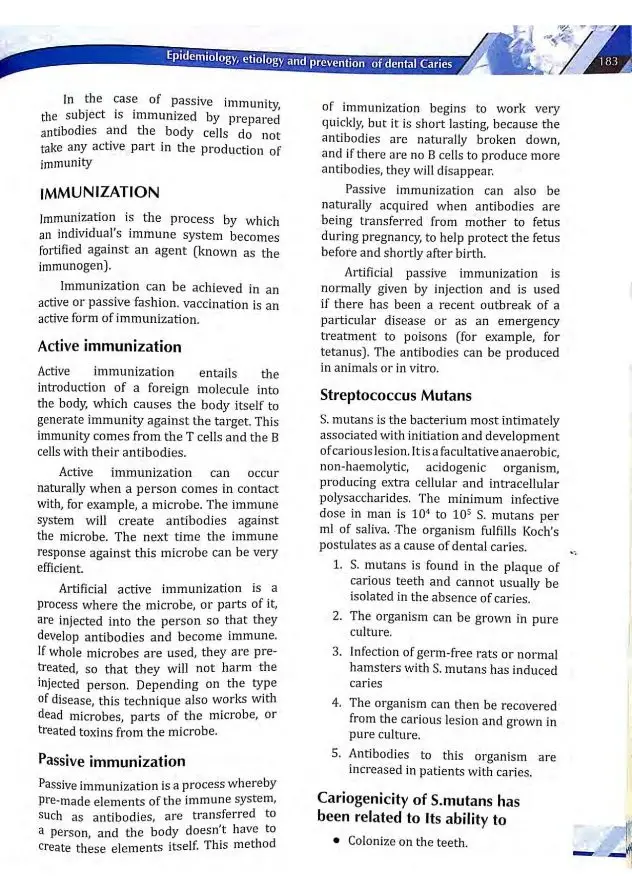 Epidemiology, etiology and prevention of dental Caries
183
In the case of passive immunity,
the subject is immunized by prepared
antibodies and the body cells do not
take any active part in the production of
immunity
IMMUNIZATION
Immunization is the process by which
an individual's immune system becomes
fortified against an agent (known as the
immunogen).
Immunization can be achieved in an
active or passive fashion. vaccination is an
active form of immunization.
Active immunization
Active immunization entails the
introduction of a foreign molecule into
the body, which causes the body itself to
generate immunity against the target. This
immunity comes from the T cells and the B
cells with their antibodies.
Active immunization can occur
naturally when a person comes in contact
with, for example, a microbe. The immune
system will create antibodies against
the microbe. The next time the immune
response against this microbe can be very
efficient.
Artificial active immunization is a
process where the microbe, or parts of it,
are injected into the person so that they
develop antibodies and become immune.
If whole microbes are used, they are pre-
treated, so that they will not harm the
injected person. Depending on the type
of disease, this technique also works with
dead microbes, parts of the microbe, or
treated toxins from the microbe.
Passive immunization
Passive immunization is a process whereby
pre-made elements of the immune system,
such as antibodies, are transferred to
a person, and the body doesn't have to
create these elements itself. This method
of immunization begins to work very
quickly, but it is short lasting, because the
antibodies are naturally broken down,
and if there are no B cells to produce more
antibodies, they will disappear.
Passive immunization can also be
naturally acquired when antibodies are
being transferred from mother to fetus
during pregnancy, to help protect the fetus
before and shortly after birth.
Artificial passive immunization is
normally given by injection and is used
if there has been a recent outbreak of a
particular disease or as an emergency
treatment to poisons (for example, for
tetanus). The antibodies can be produced
in animals or in vitro.
Streptococcus Mutans
S. mutans is the bacterium most intimately
associated with initiation and development
of carious lesion. It is a facultative anaerobic,
non-haemolytic, acidogenic organism,
producing extra cellular and intracellular
polysaccharides. The minimum infective
dose in man is 10⁴ to 10⁵ S. mutans per
ml of saliva. The organism fulfills Koch's
postulates as a cause of dental caries.
1. S. mutans is found in the plaque of
carious teeth and cannot usually be
isolated in the absence of caries.
2. The organism can be grown in pure
culture.
3. Infection of germ-free rats or normal
hamsters with S. mutans has induced
caries
4. The organism can then be recovered
from the carious lesion and grown in
pure culture.
5. Antibodies to this organism are
increased in patients with caries.
Cariogenicity of S.mutans has
been related to Its ability to
• Colonize on the teeth.